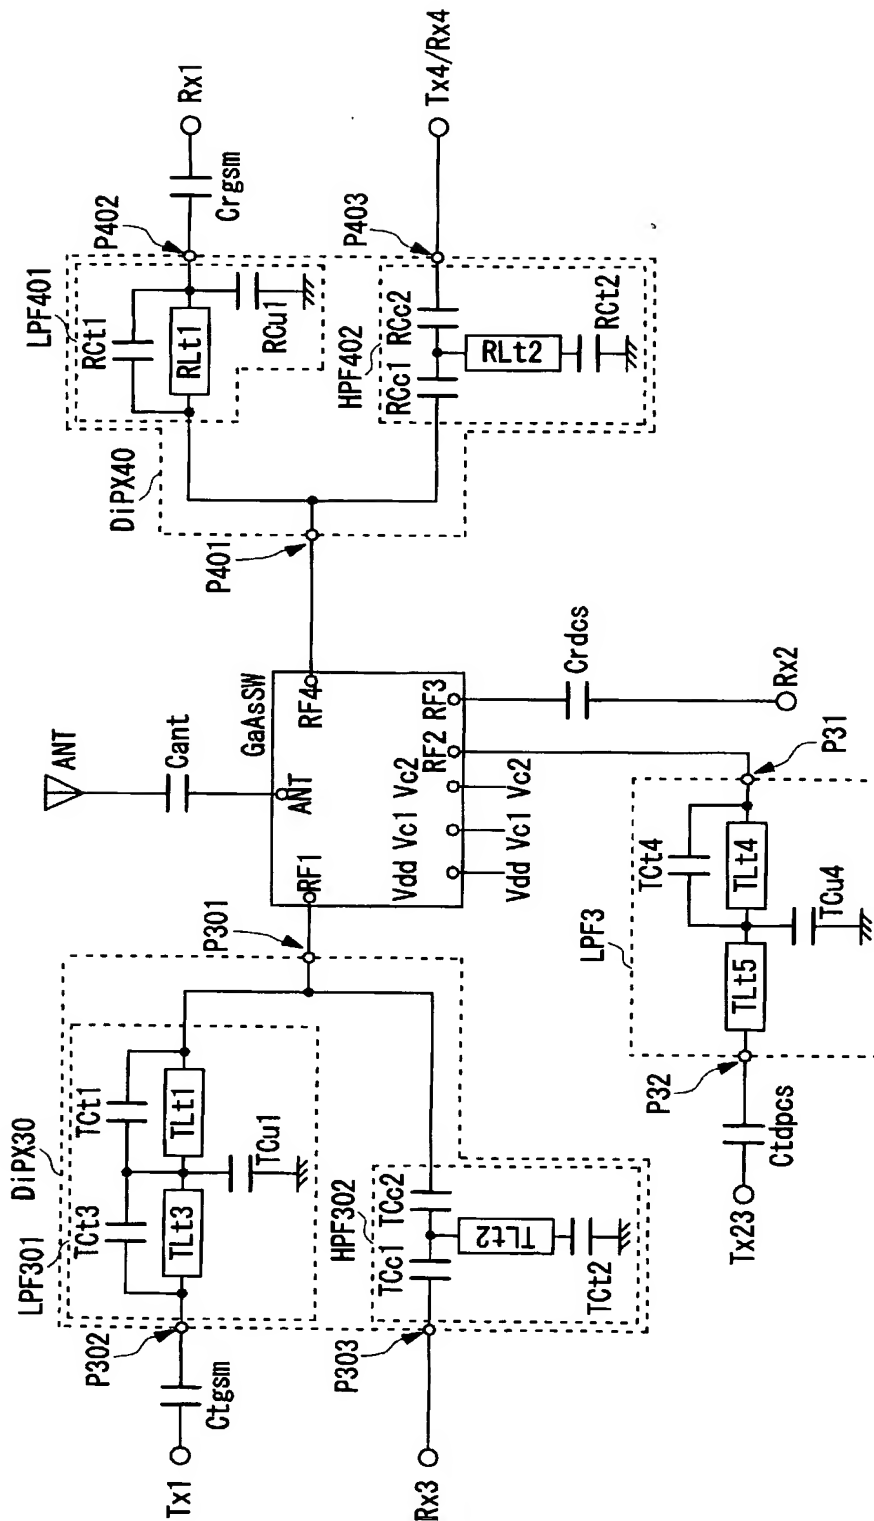 ANT
Cant
GaAsSW
ANT
RF1
RF4
Vdd Vc1 Vc2 RF2 RF3
Vdd Vc1 Vc2
P301
DiPX30
LPF301
TCt3
TCt1
TLt3
TLt1
TCu1
P302
Ctgsm
Tx1
HPF302
TCc1
TCc2
TLt2
TCt2
P303
Rx3
P401
DiPX40
LPF401
RCt1
RLt1
RCu1
P402
Crgsm
Rx1
HPF402
RCc1
RCc2
RLt2
RCt2
P403
Tx4/Rx4
Crdcs
Rx2
P31
LPF3
TCt4
TLt5
TLt4
TCu4
P32
Ctdpcs
Tx23